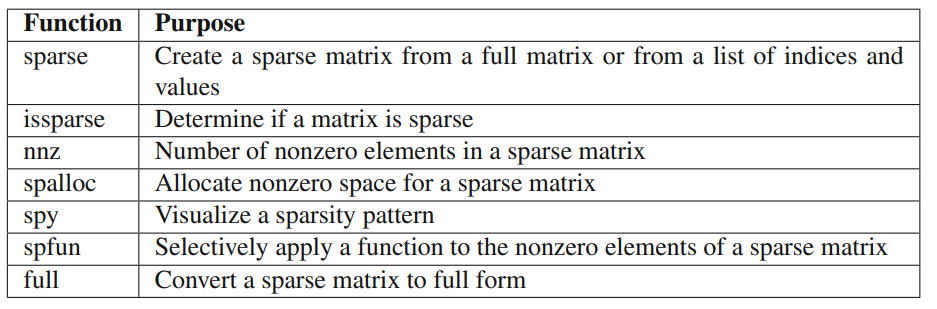 Function Purpose
sparse Create a sparse matrix from a full matrix or from a list of indices and
values
issparse Determine if a matrix is sparse
nnz Number of nonzero elements in a sparse matrix
spalloc Allocate nonzero space for a sparse matrix
spy Visualize a sparsity pattern
spfun Selectively apply a function to the nonzero elements of a sparse matrix
full Convert a sparse matrix to full form